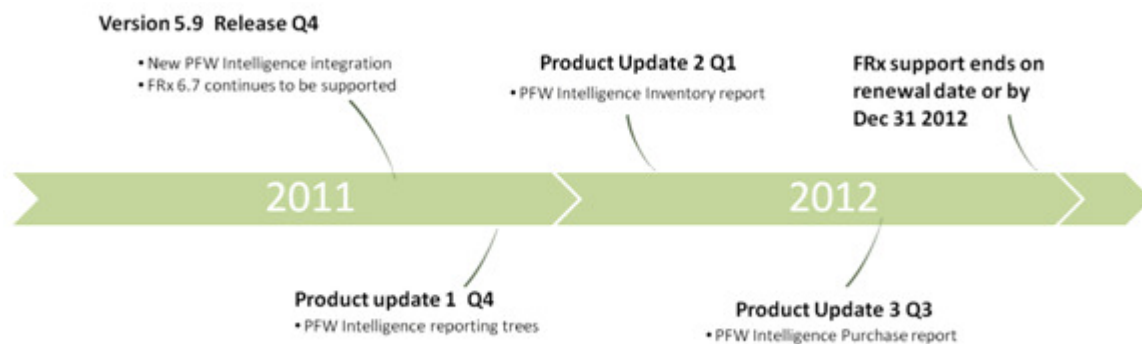 Version 5.9 Release Q4
• New PFW Intelligence integration
• FRx 6.7 continues to be supported
Product Update 2 Q1
• PFW Intelligence Inventory report
FRx support ends on
renewal date or by
Dec 31 2012
2011
2012
Product update 1 Q4
• PFW Intelligence reporting trees
Product Update 3 Q3
• PFW Intelligence Purchase report